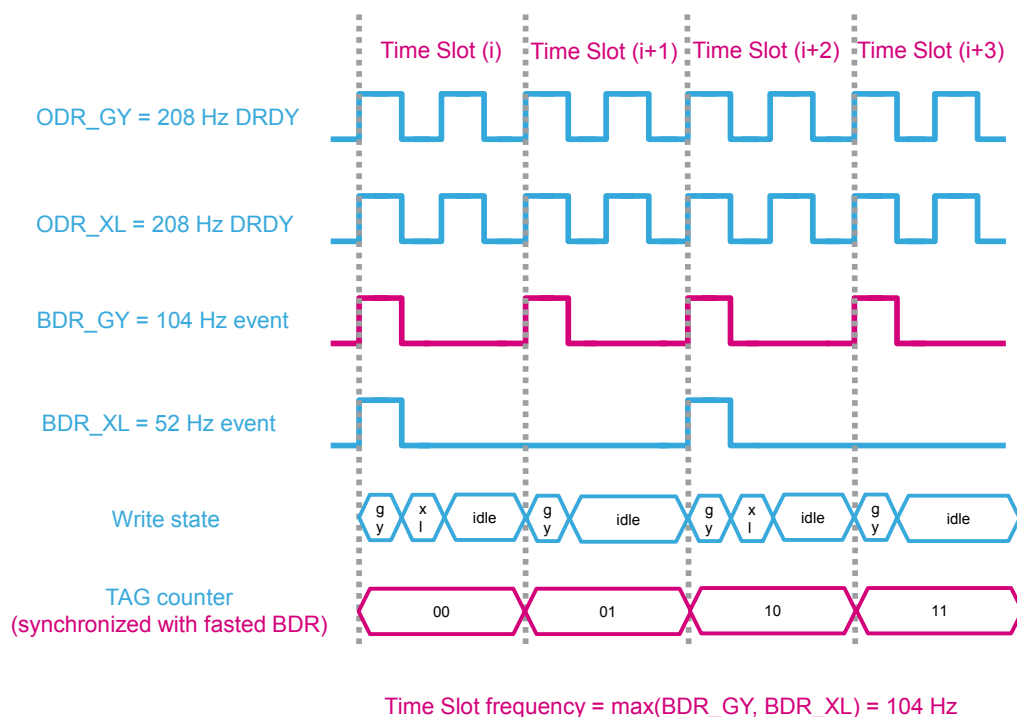 Time Slot (i) Time Slot (i+1) Time Slot (i+2) Time Slot (i+3)
ODR_GY = 208 Hz DRDY
ODR_XL = 208 Hz DRDY
BDR_GY = 104 Hz event
BDR_XL = 52 Hz event
Write state
g
y
x
l
idle
g
y
idle
g
y
x
l
idle
g
y
idle
TAG counter
(synchronized with fasted BDR)
00 01 10 11
Time Slot frequency = max(BDR_GY, BDR_XL) = 104 Hz